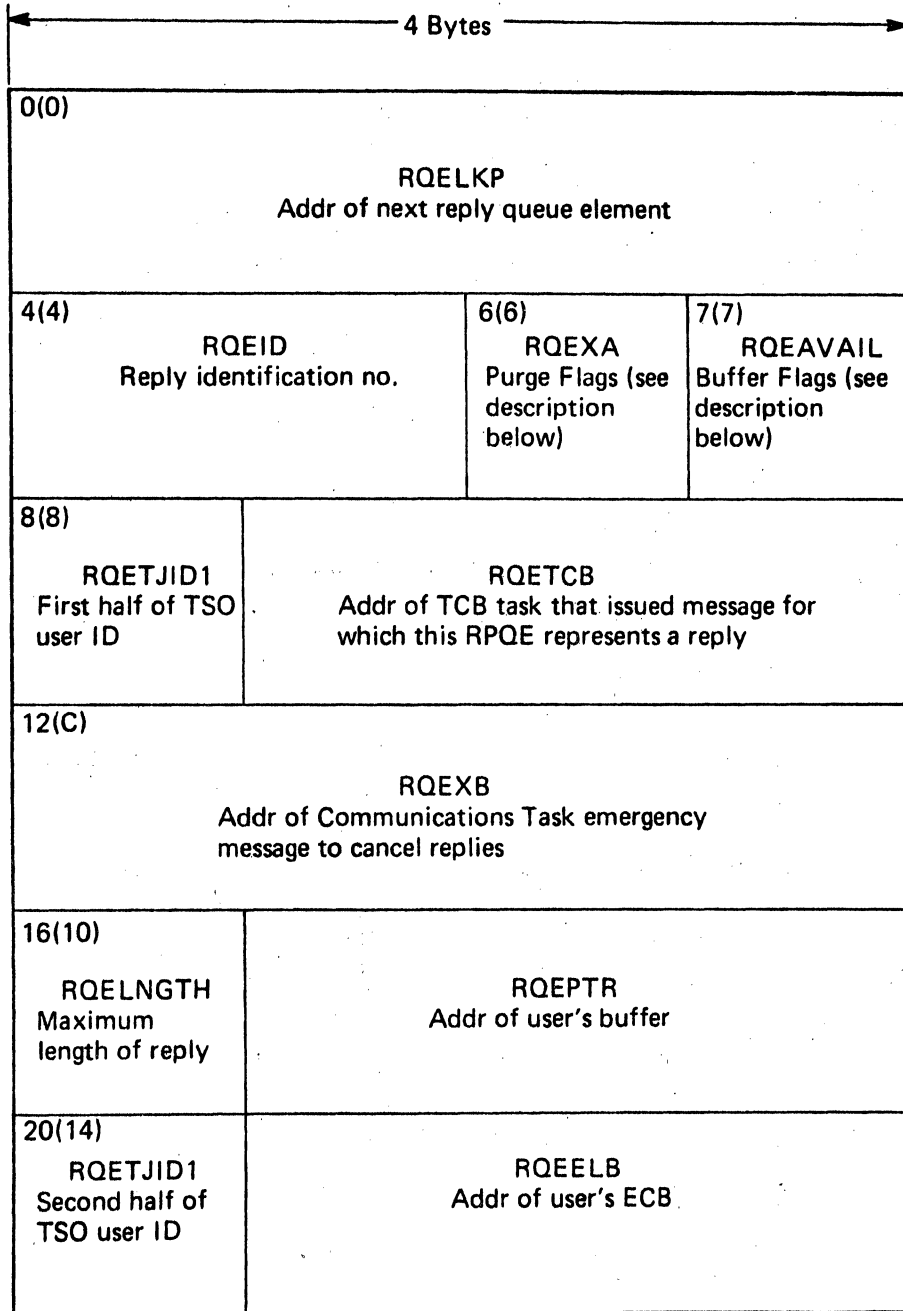 4 Bytes
0(0)
RQELKP
Addr of next reply queue element
4(4)
RQEID
Reply identification no.
6(6)
RQEXA
Purge Flags (see
description
below)
7(7)
RQEAVAIL
Buffer Flags (see
description
below)
8(8)
RQETJID1
First half of TSO
user ID
RQETCB
Addr of TCB task that issued message for
which this RPQE represents a reply
12(C)
RQEXB
Addr of Communications Task emergency
message to cancel replies
16(10)
RQELNGTH
Maximum
length of reply
RQEPTR
Addr of user's buffer
20(14)
RQETJID1
Second half of
TSO user ID
RQEELB
Addr of user's ECB